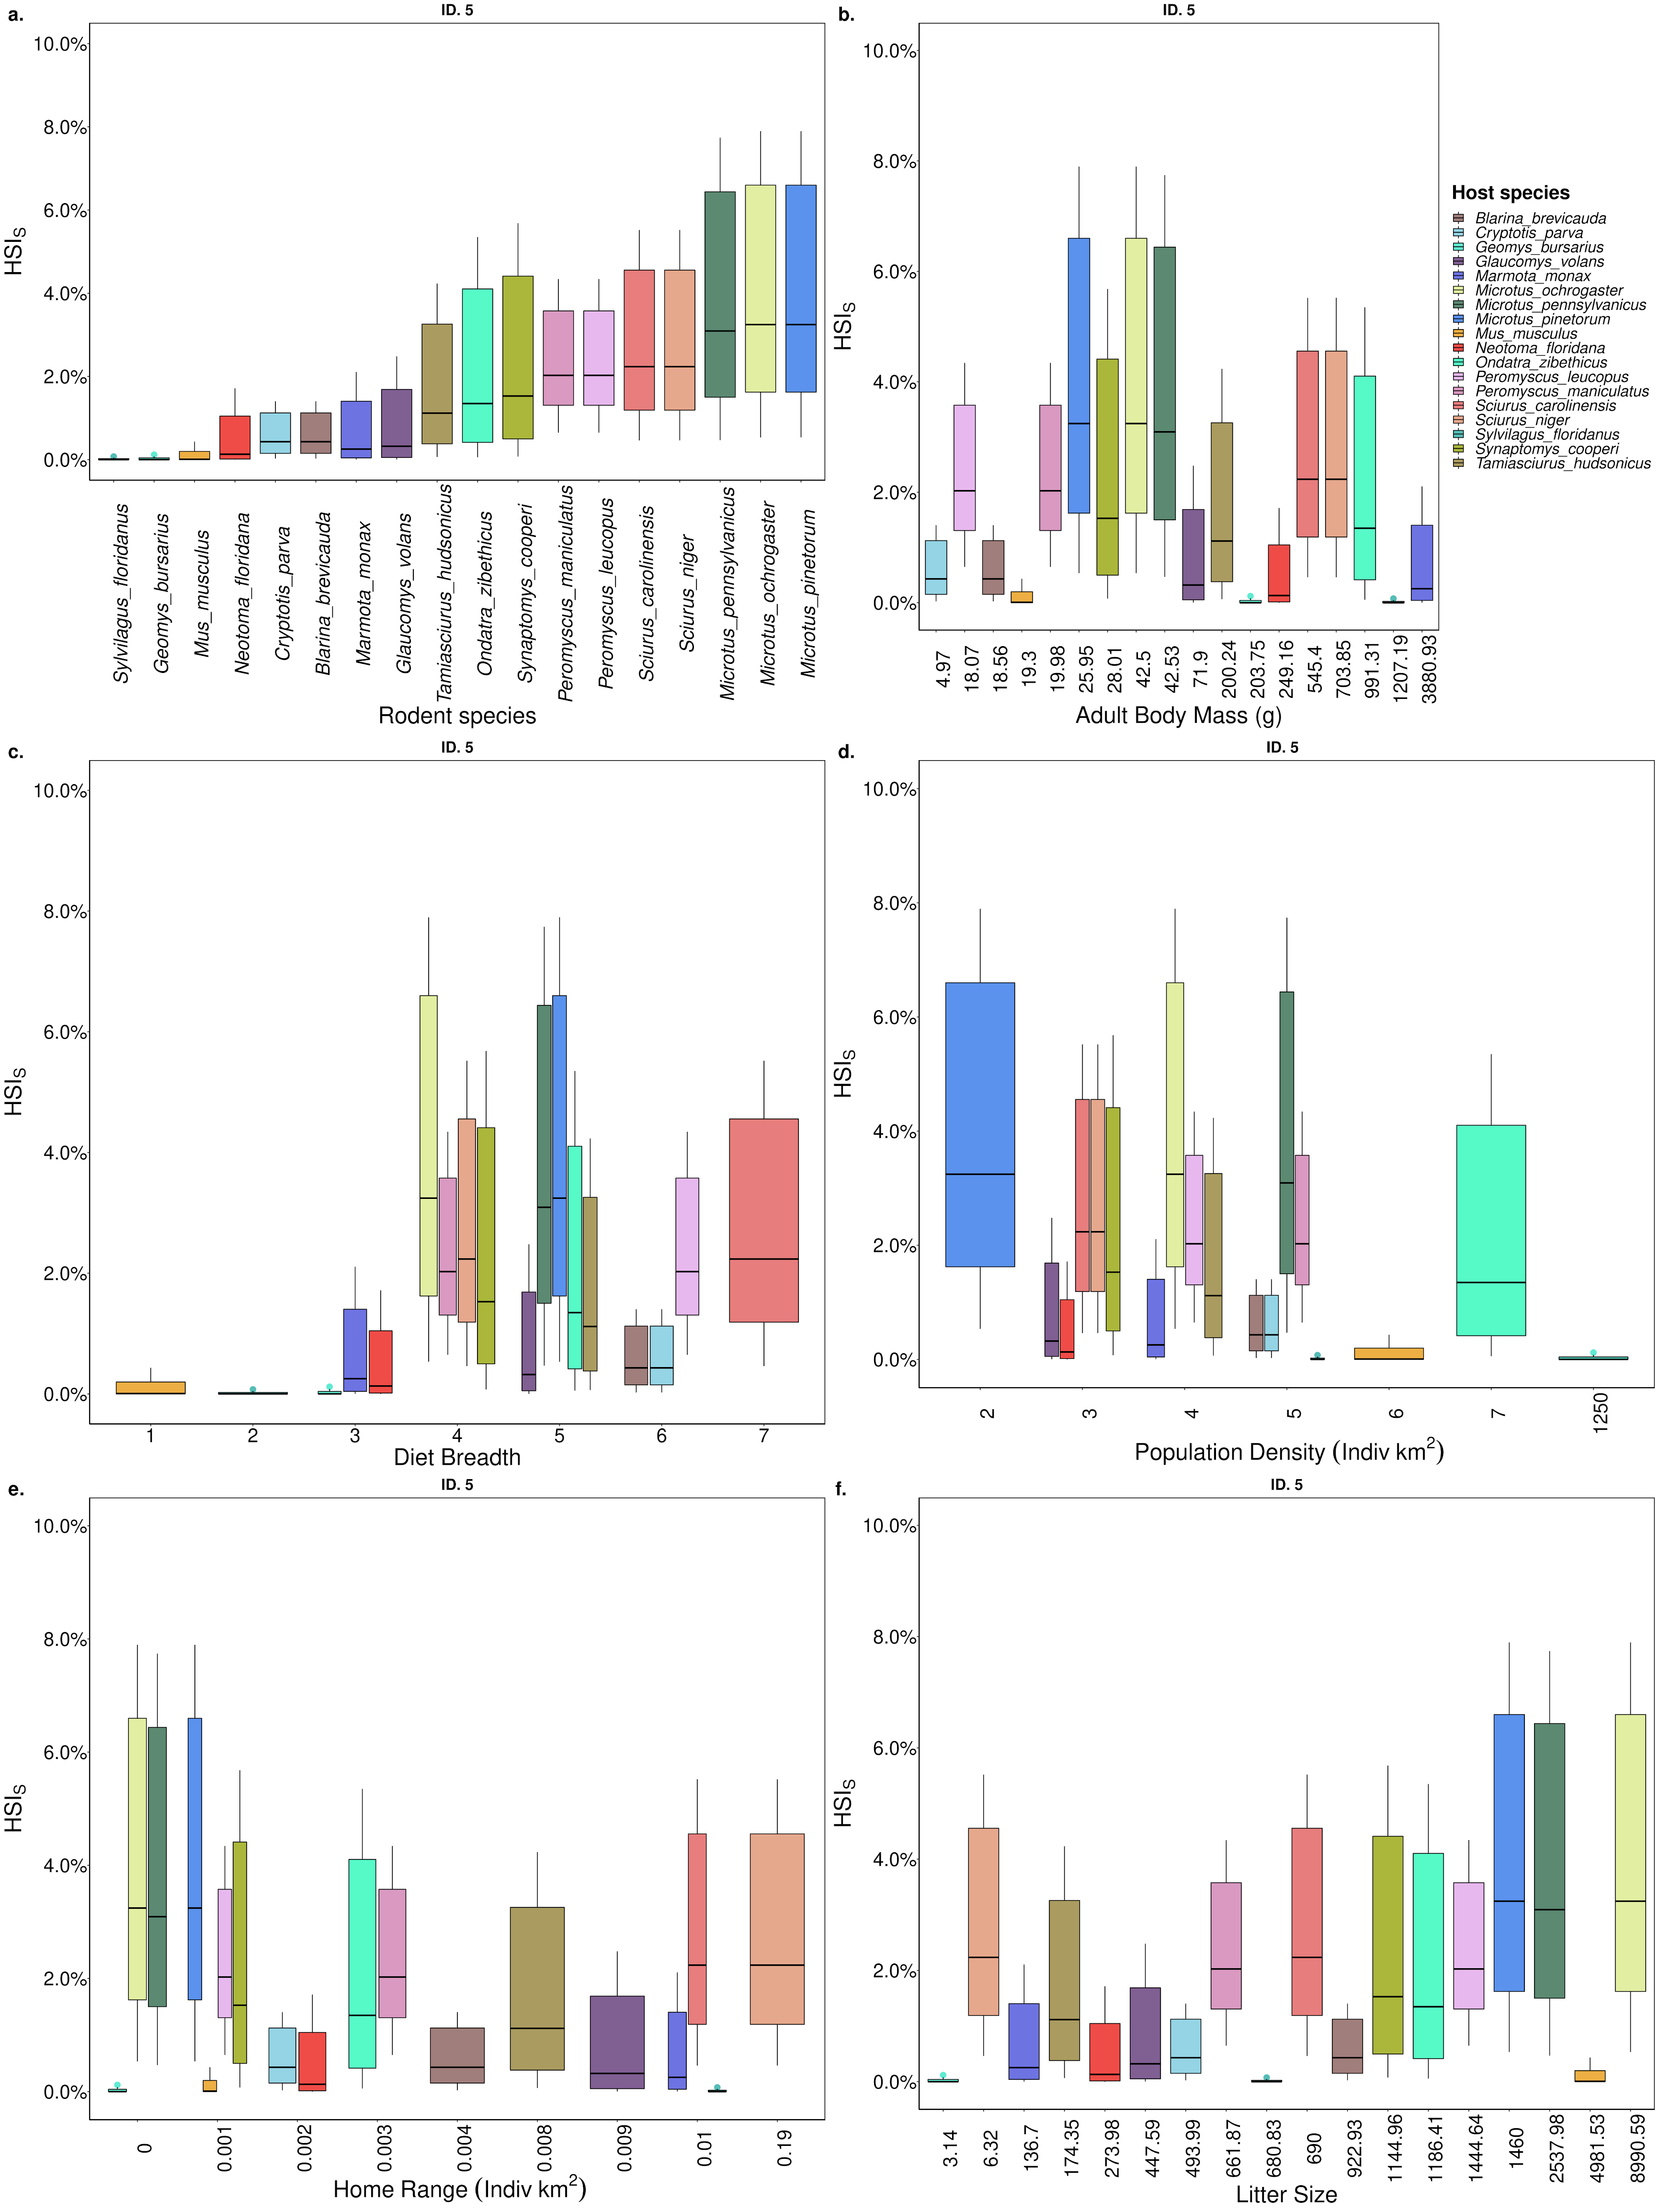 a.
ID. 5
10.0%
8.0%
6.0%
4.0%
2.0%
0.0%
HSIS
Sylvilagus_floridanus
Geomys_bursarius
Mus_musculus
Neotoma_floridana
Cryptotis_parva
Blarina_brevicauda
Marmota_monax
Glaucomys_volans
Tamiasciurus_hudsonicus
Ondatra_zibethicus
Synaptomys_cooperi
Peromyscus_maniculatus
Peromyscus_leucopus
Sciurus_carolinensis
Sciurus_niger
Microtus_pennsylvanicus
Microtus_ochrogaster
Microtus_pinetorum
Rodent species
b.
ID. 5
10.0%
8.0%
6.0%
4.0%
2.0%
0.0%
HSIS
4.97
18.07
18.56
19.3
19.98
25.95
28.01
42.5
42.53
71.9
200.24
203.75
249.16
545.4
703.85
991.31
1207.19
3880.93
Adult Body Mass (g)
Host species
Blarina_brevicauda
Cryptotis_parva
Geomys_bursarius
Glaucomys_volans
Marmota_monax
Microtus_ochrogaster
Microtus_pennsylvanicus
Microtus_pinetorum
Mus_musculus
Neotoma_floridana
Ondatra_zibethicus
Peromyscus_leucopus
Peromyscus_maniculatus
Sciurus_carolinensis
Sciurus_niger
Sylvilagus_floridanus
Synaptomys_cooperi
Tamiasciurus_hudsonicus
c.
ID. 5
10.0%
8.0%
6.0%
4.0%
2.0%
0.0%
HSIS
1 2 3 4 5 6 7
Diet Breadth
d.
ID. 5
10.0%
8.0%
6.0%
4.0%
2.0%
0.0%
HSIS
2
3
4
5
6
7
1250
Population Density (Indiv km2)
e.
ID. 5
10.0%
8.0%
6.0%
4.0%
2.0%
0.0%
HSIS
0
0.001
0.002
0.003
0.004
0.008
0.009
0.01
0.19
Home Range (Indiv km2)
f.
ID. 5
10.0%
8.0%
6.0%
4.0%
2.0%
0.0%
HSIS
3.14
6.32
136.7
174.35
273.98
447.59
493.99
661.87
680.83
690
922.93
1144.96
1186.41
1444.64
1460
2537.98
4981.53
8990.59
Litter Size